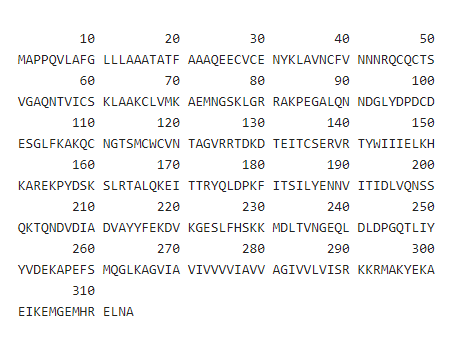 10 20 30 40 50
MAPPQVLAFG LLLAAATATF AAAQEECVCE NYKLAVNCFV NNNRQCQCTS
60 70 80 90 100
VGAQNTVICS KLAAKCLVMK AEMNGSKLGR RAKPEGALQN NDGLYDPDCD
110 120 130 140 150
ESGLFKAKQC NGTSMCWCVN TAGVRRTDKD TEITCSERVR TYWIIIELKH
160 170 180 190 200
KAREKPYDSK SLRTALQKEI TTRYQLDPKF ITSILYENNV ITIDLVQNSS
210 220 230 240 250
QKTQNDVDIA DVAYYFEKDV KGESLFHSKK MDLTVNGEQL DLDPGQTLIY
260 270 280 290 300
YVDEKAPEFS MQGLKAGVIA VIVVVVIAVV AGIVVLVISR KKRMAKYEKA
310
EIKEMGEMHR ELNA